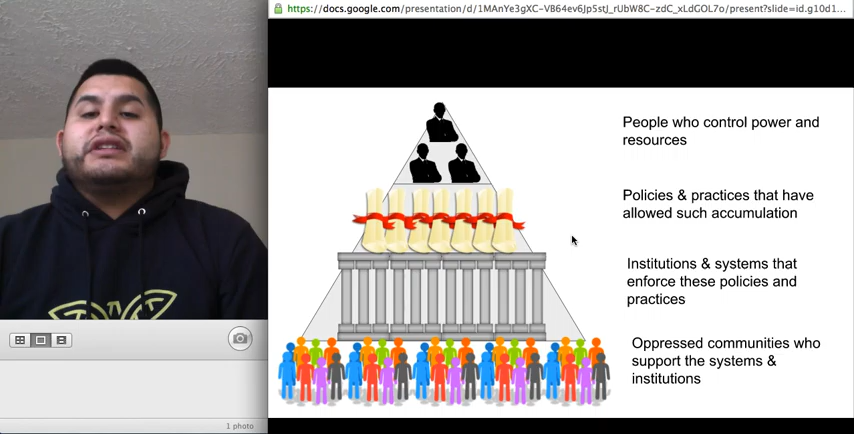 https://docs.google.com/presentation/d/1MAnYe3gXC-VB64ev6Jp5stJ_rUbW8C-zdC_xLdGOL7o/present?slide=id.g10d1...
People who control power and
resources
Policies & practices that have
allowed such accumulation
Institutions & systems that
enforce these policies and
practices
Oppressed communities who
support the systems &
institutions
1 photo